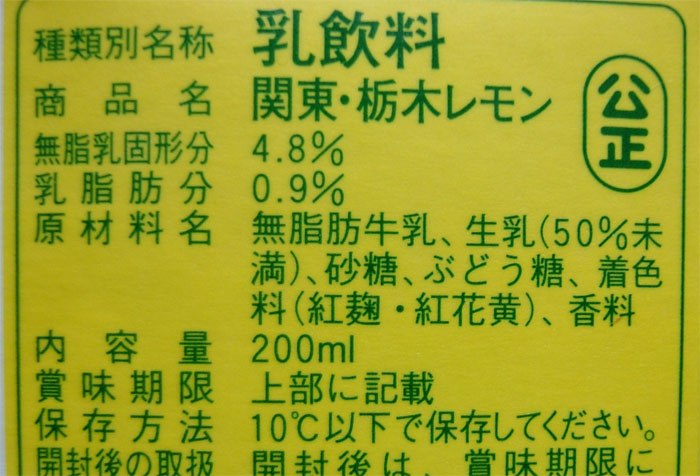 種類別名称 乳飲料
商品名 関東・栃木レモン
公正
無脂乳固形分 4.8%
乳脂肪分 0.9%
原材料名 無脂肪牛乳、生乳(50%未
満)、砂糖、ぶどう糖、着色
料(紅麹・紅花黄)、香料
内容量 200ml
賞味期限 上部に記載
保存方法 10℃以下で保存してください。
開封後の取扱 開封後は、賞味期限に